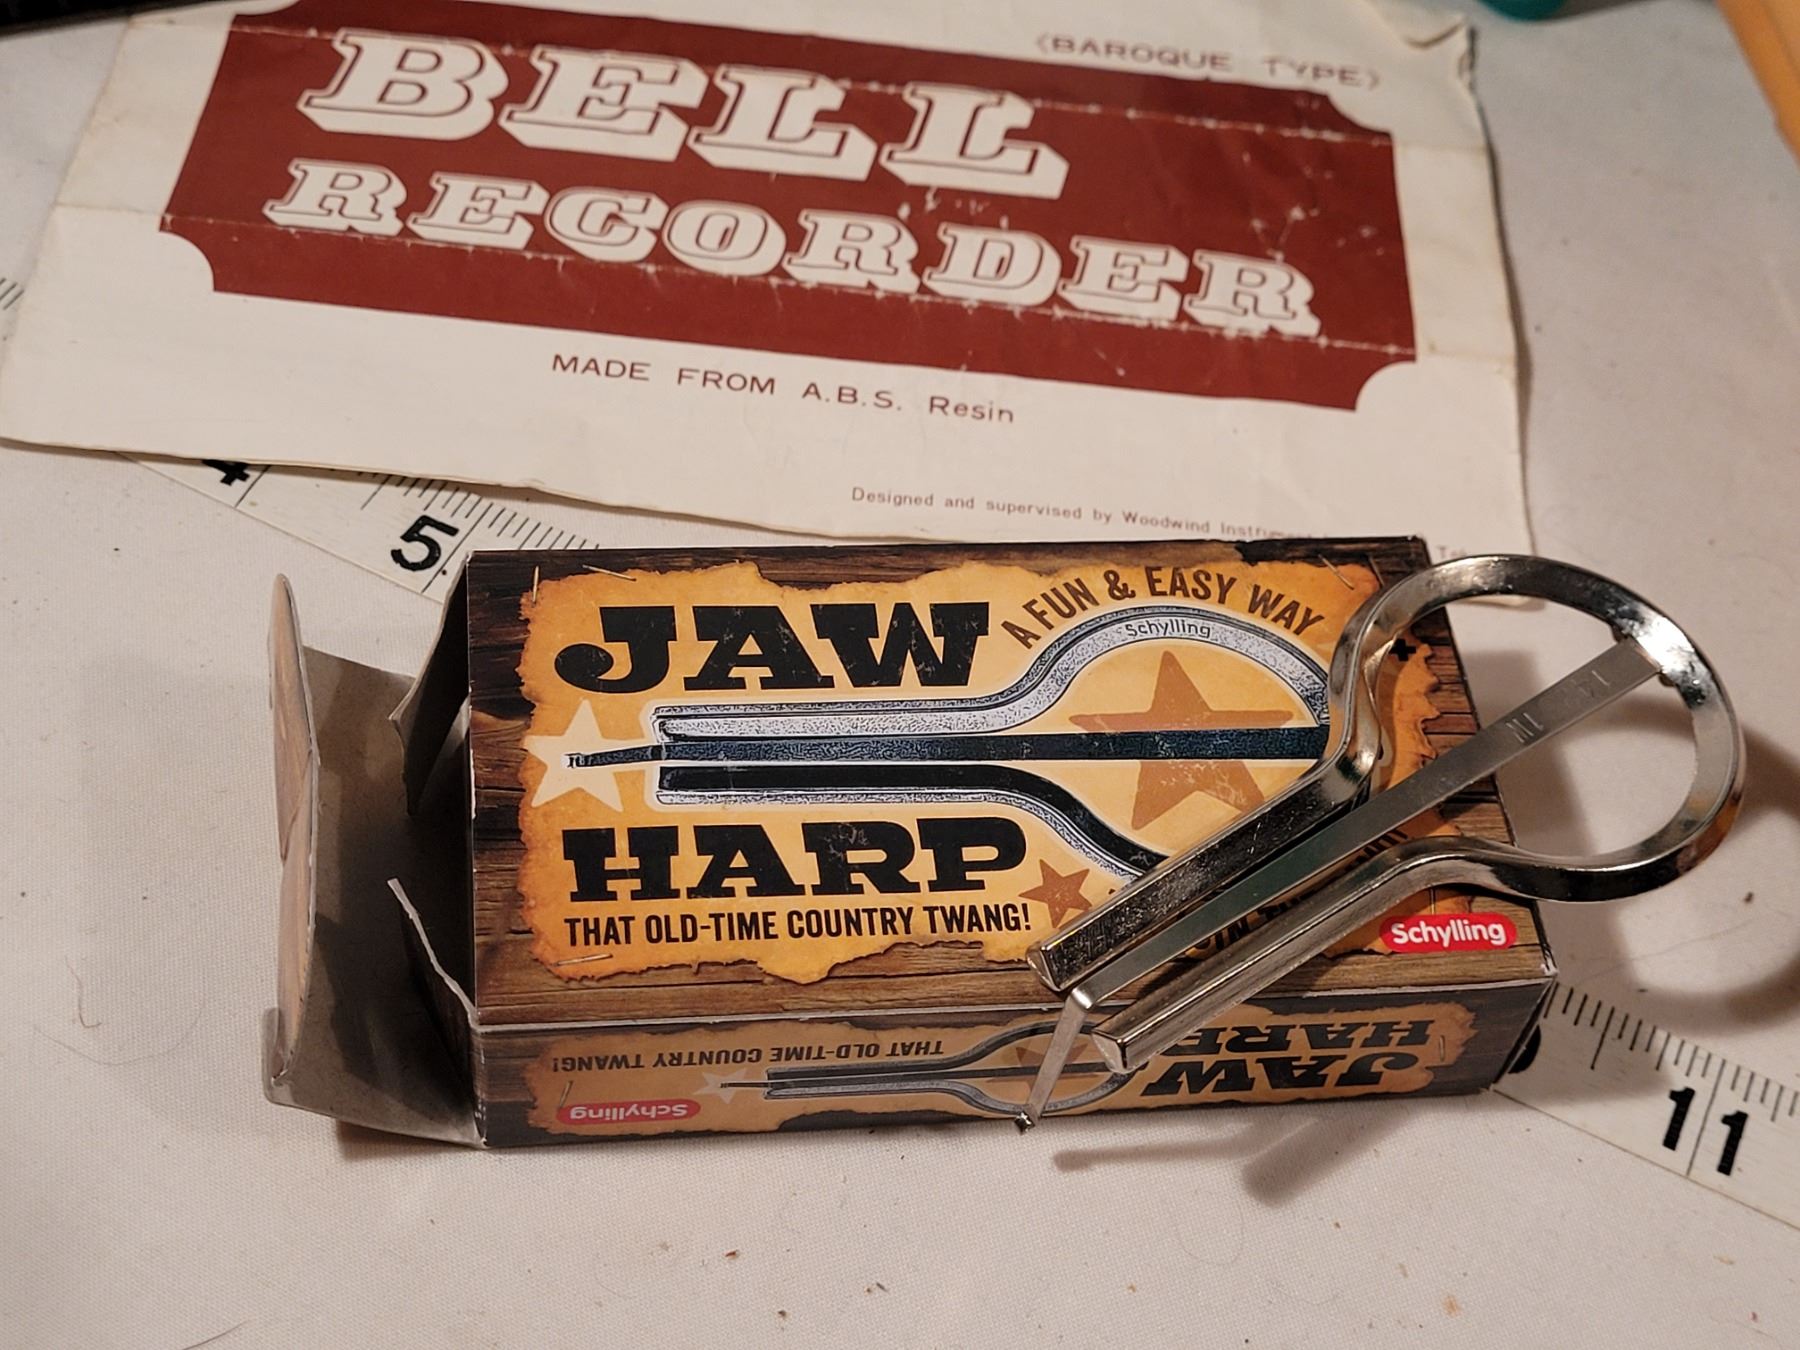 〈BAROQUE TYPE〉
BELL
RECORDER
MADE FROM A.B.S. Resin
Designed and supervised by Woodwind
4
5
JAW
A FUN & EASY WAY
Schylling
HARP
THAT OLD-TIME COUNTRY TWANG!
Schylling
JAW
HARP
THAT OLD-TIME COUNTRY TWANG!
Schylling
11